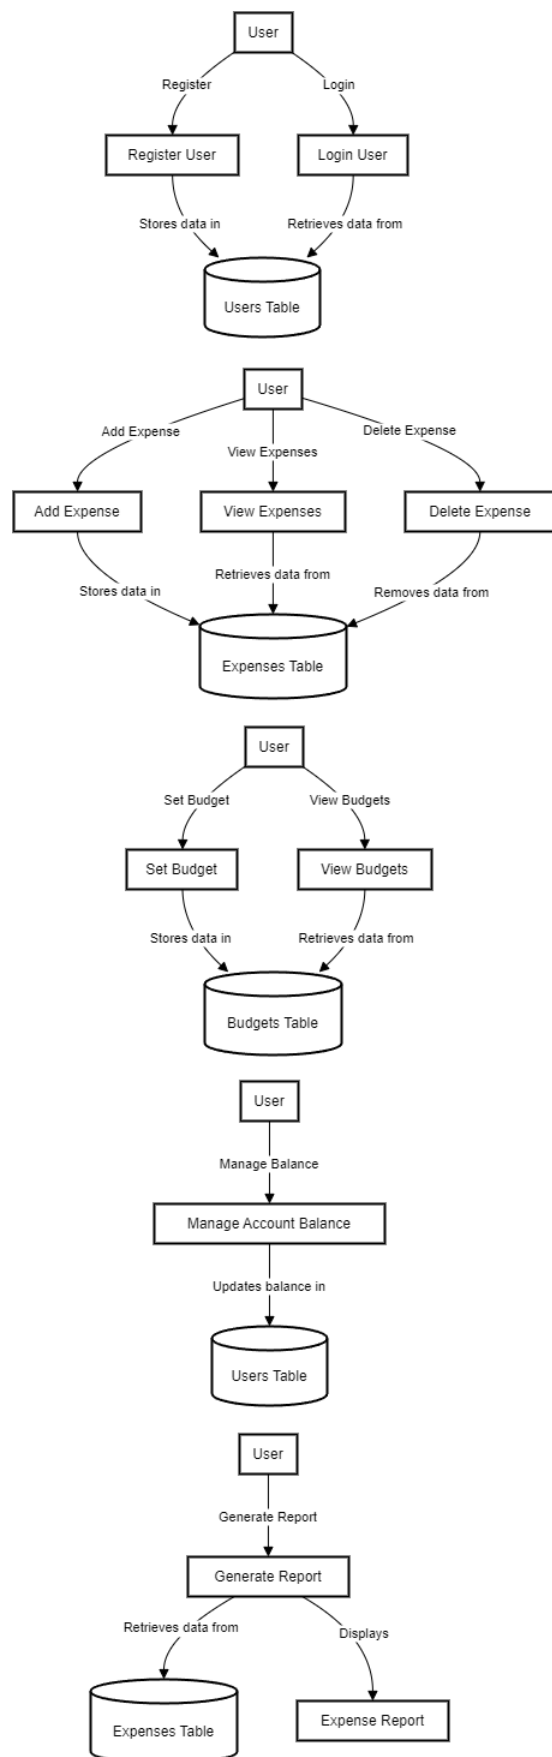 User
Register
Login
Register User
Login User
Stores data in
Retrieves data from
Users Table
User
Add Expense
View Expenses
Delete Expense
Add Expense
View Expenses
Delete Expense
Stores data in
Retrieves data from
Removes data from
Expenses Table
User
Set Budget
View Budgets
Set Budget
View Budgets
Stores data in
Retrieves data from
Budgets Table
User
Manage Balance
Manage Account Balance
Updates balance in
Users Table
User
Generate Report
Generate Report
Retrieves data from
Displays
Expenses Table
Expense Report